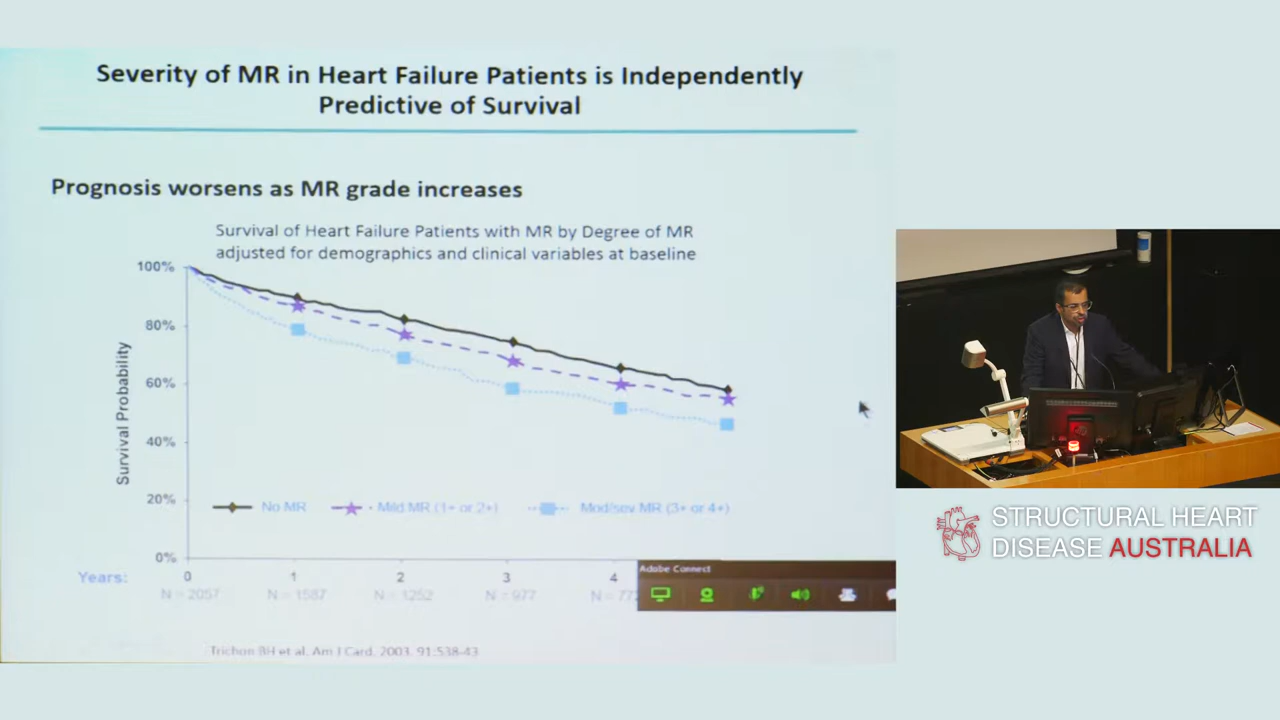 Severity of MR in Heart Failure Patients is Independently
Predictive of Survival
Prognosis worsens as MR grade increases
Survival of Heart Failure Patients with MR by Degree of MR
adjusted for demographics and clinical variables at baseline
100%
80%
60%
40%
20%
0%
Survival Probability
No MR
Mild MR (1+ or 2+)
Mod/sev MR (3+ or 4+)
Years:
0 1 2 3 4
N = 2057 N = 1587 N = 1252 N = 977 N = 77
Adobe Connect
Trichon BH et al. Am J Card. 2003. 91:538-43
STRUCTURAL HEART
DISEASE AUSTRALIA